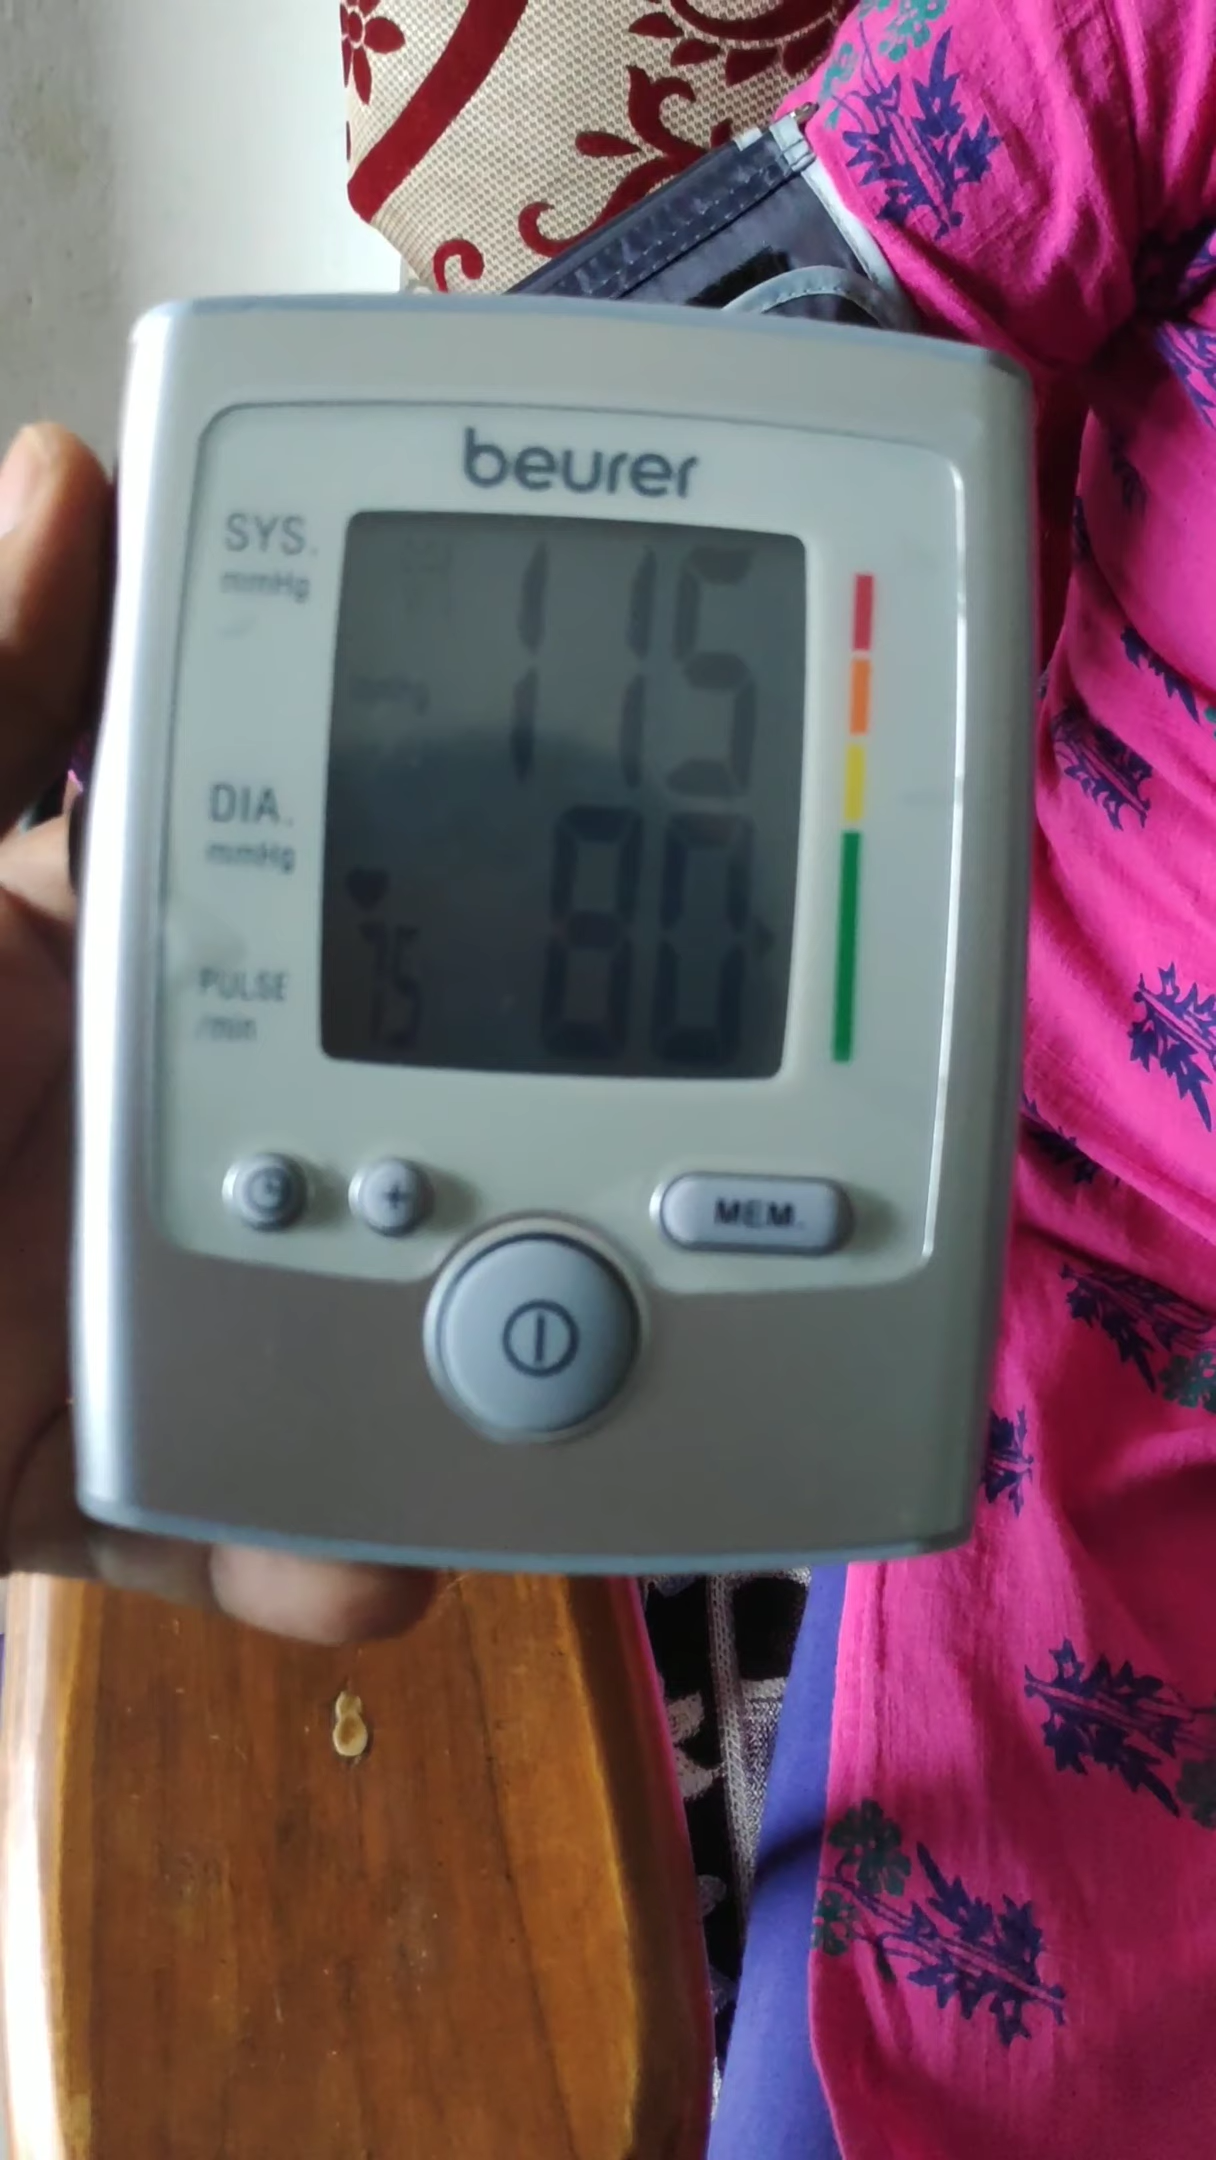 beurer
SYS.
mmHg
115
DIA.
mmHg
80
PULSE
/min
75
+
MEM.